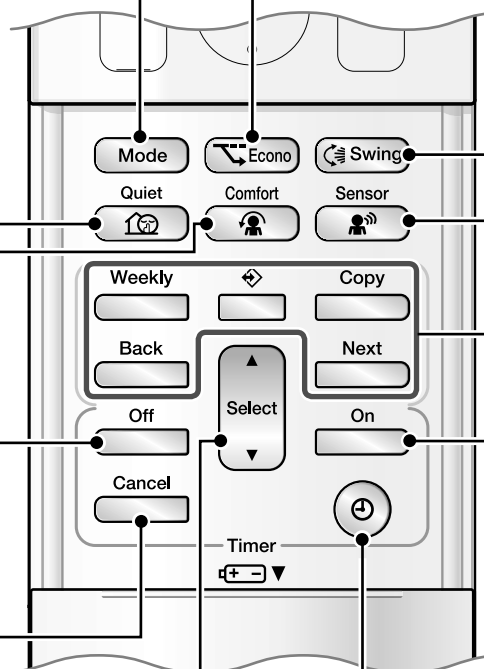 Mode
Econo
Swing
Quiet
Comfort
Sensor
Weekly
Copy
Back
Next
Select
Off
On
Cancel
Timer